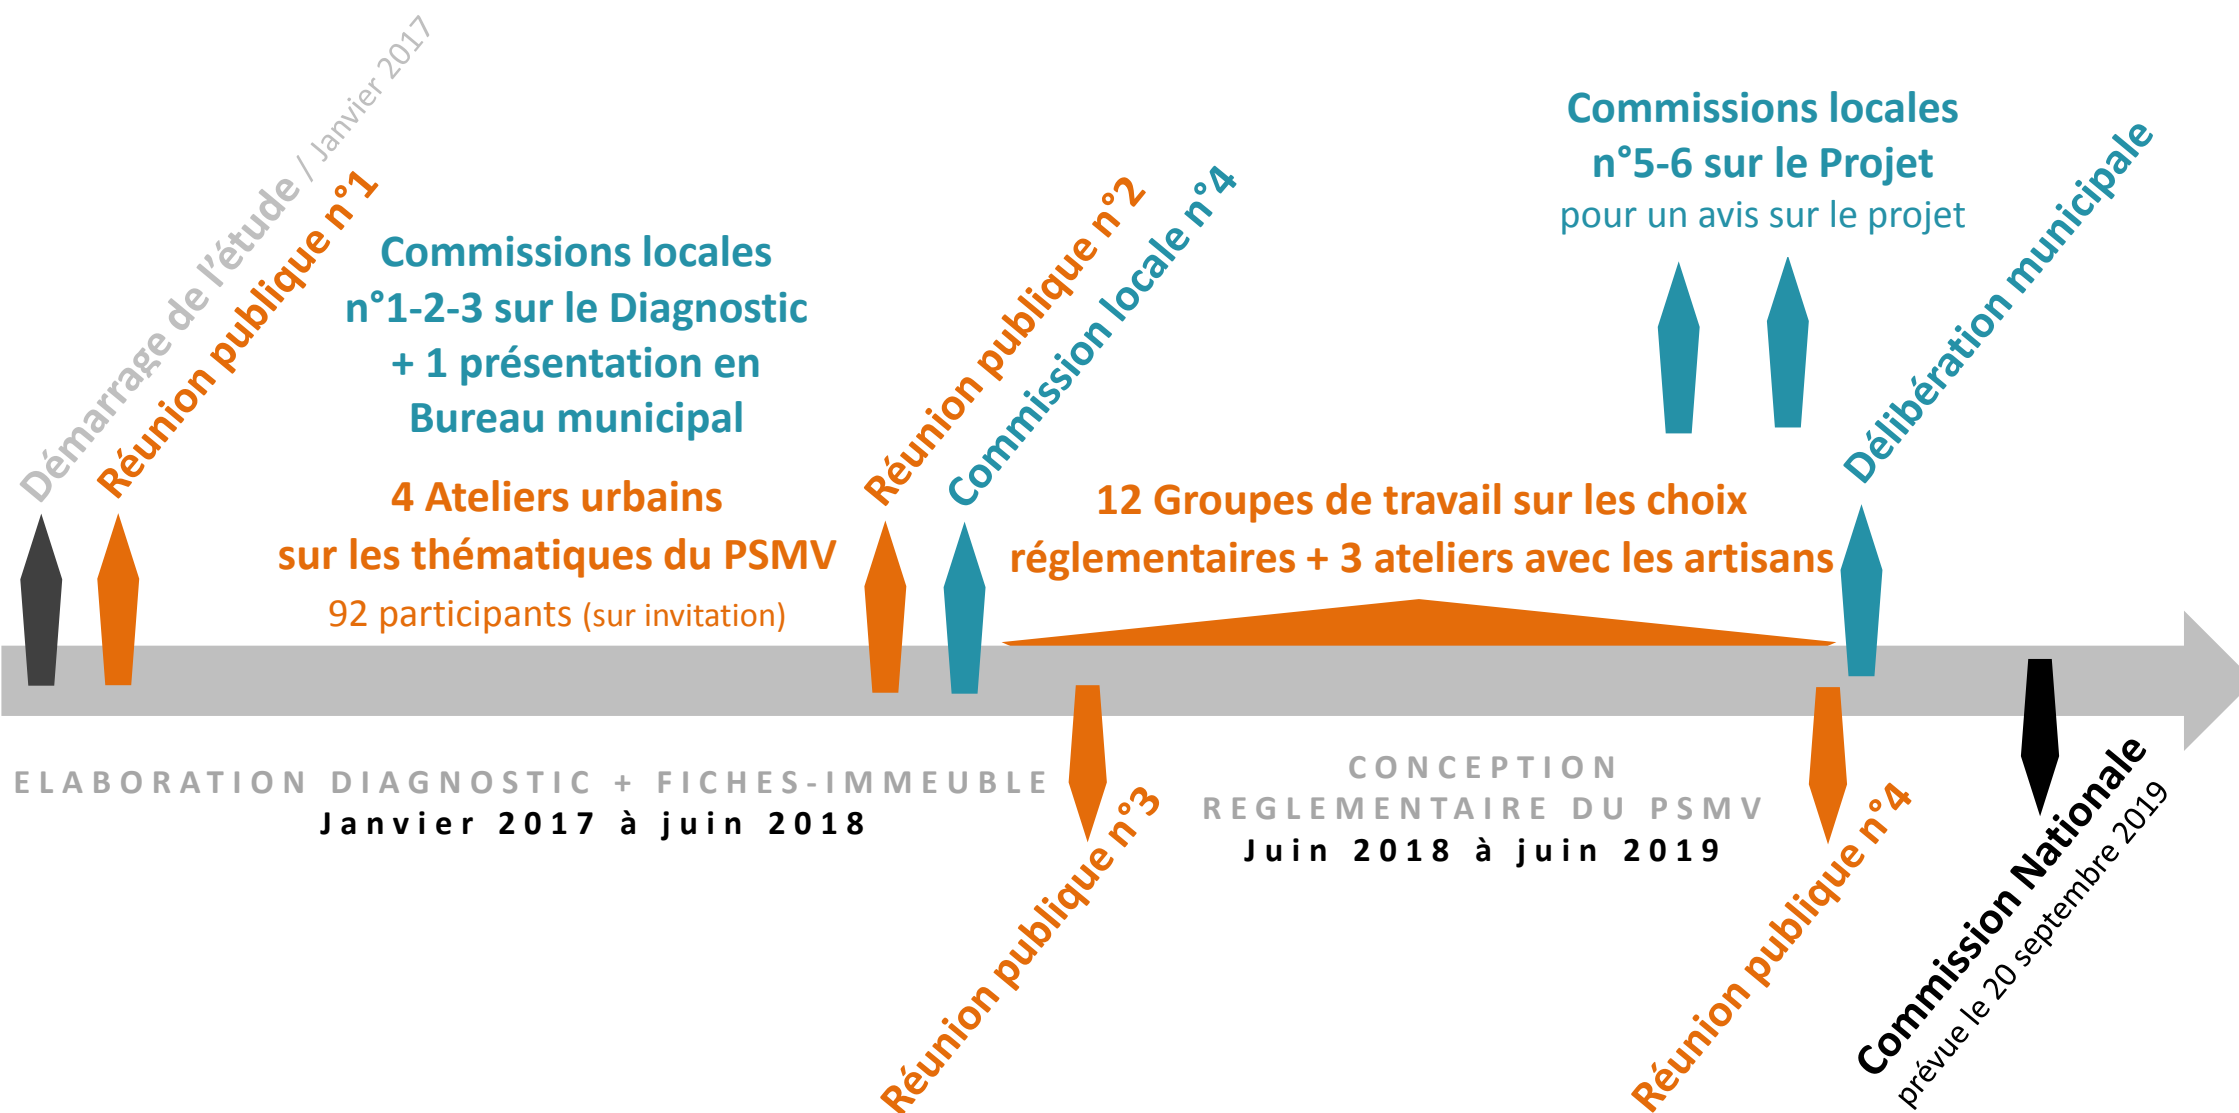 Démarrage de l'étude / Janvier 2017
Réunion publique n°1
Commissions locales
n°1-2-3 sur le Diagnostic
+ 1 présentation en
Bureau municipal
4 Ateliers urbains
sur les thématiques du PSMV
92 participants (sur invitation)
Réunion publique n°2
Commission locale n°4
Commissions locales
n°5-6 sur le Projet
pour un avis sur le projet
12 Groupes de travail sur les choix
réglementaires + 3 ateliers avec les artisans
Délibération municipale
ELABORATION DIAGNOSTIC + FICHES-IMMEUBLE
Janvier 2017 à juin 2018
Réunion publique n°3
CONCEPTION
REGLEMENTAIRE DU PSMV
Juin 2018 à juin 2019
Réunion publique n°4
Commission Nationale
prévue le 20 septembre 2019